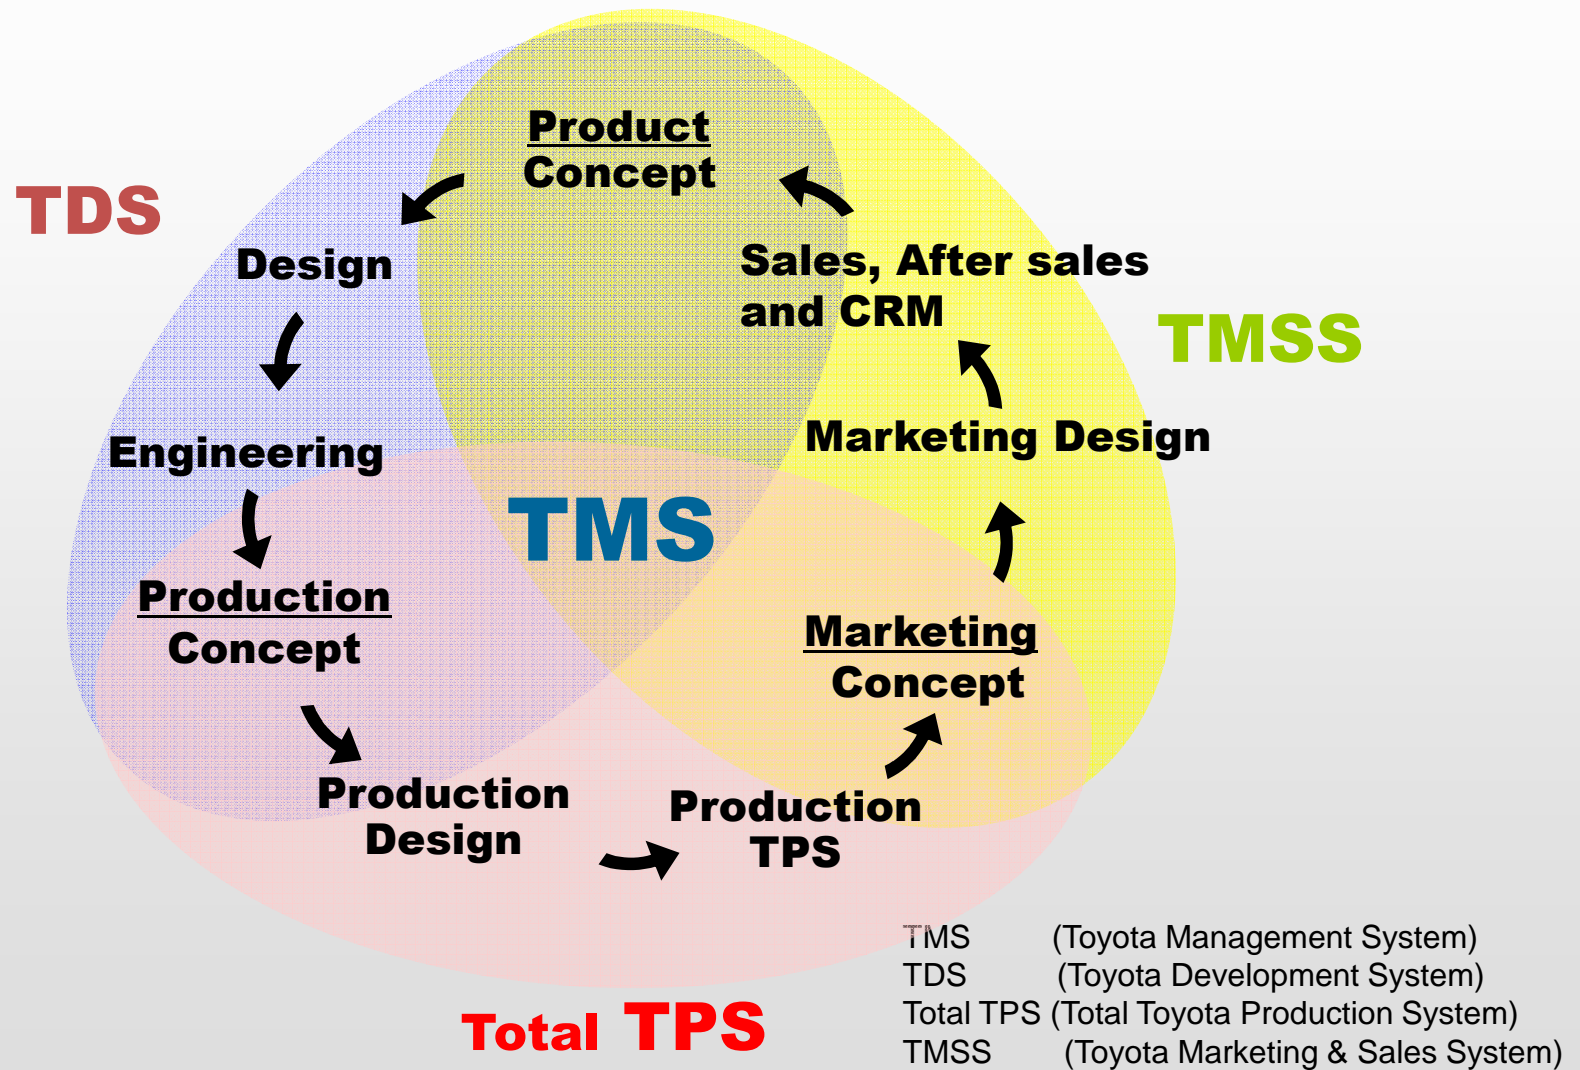 Product
Concept
TDS
Design
Sales, After sales
and CRM
TMSS
Marketing Design
Engineering
TMS
Production
Concept
Marketing
Concept
Production
Design
Production
TPS
Total TPS
TMS (Toyota Management System)
TDS (Toyota Development System)
Total TPS (Total Toyota Production System)
TMSS (Toyota Marketing & Sales System)